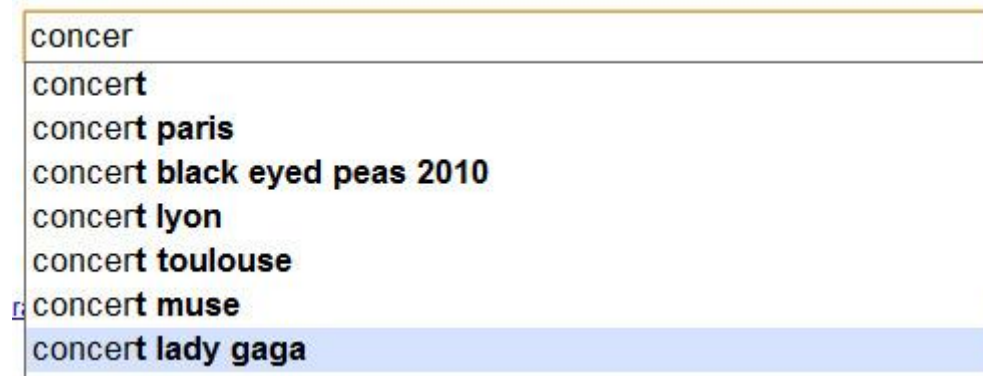 concer
concert
concert paris
concert black eyed peas 2010
concert lyon
concert toulouse
concert muse
concert lady gaga